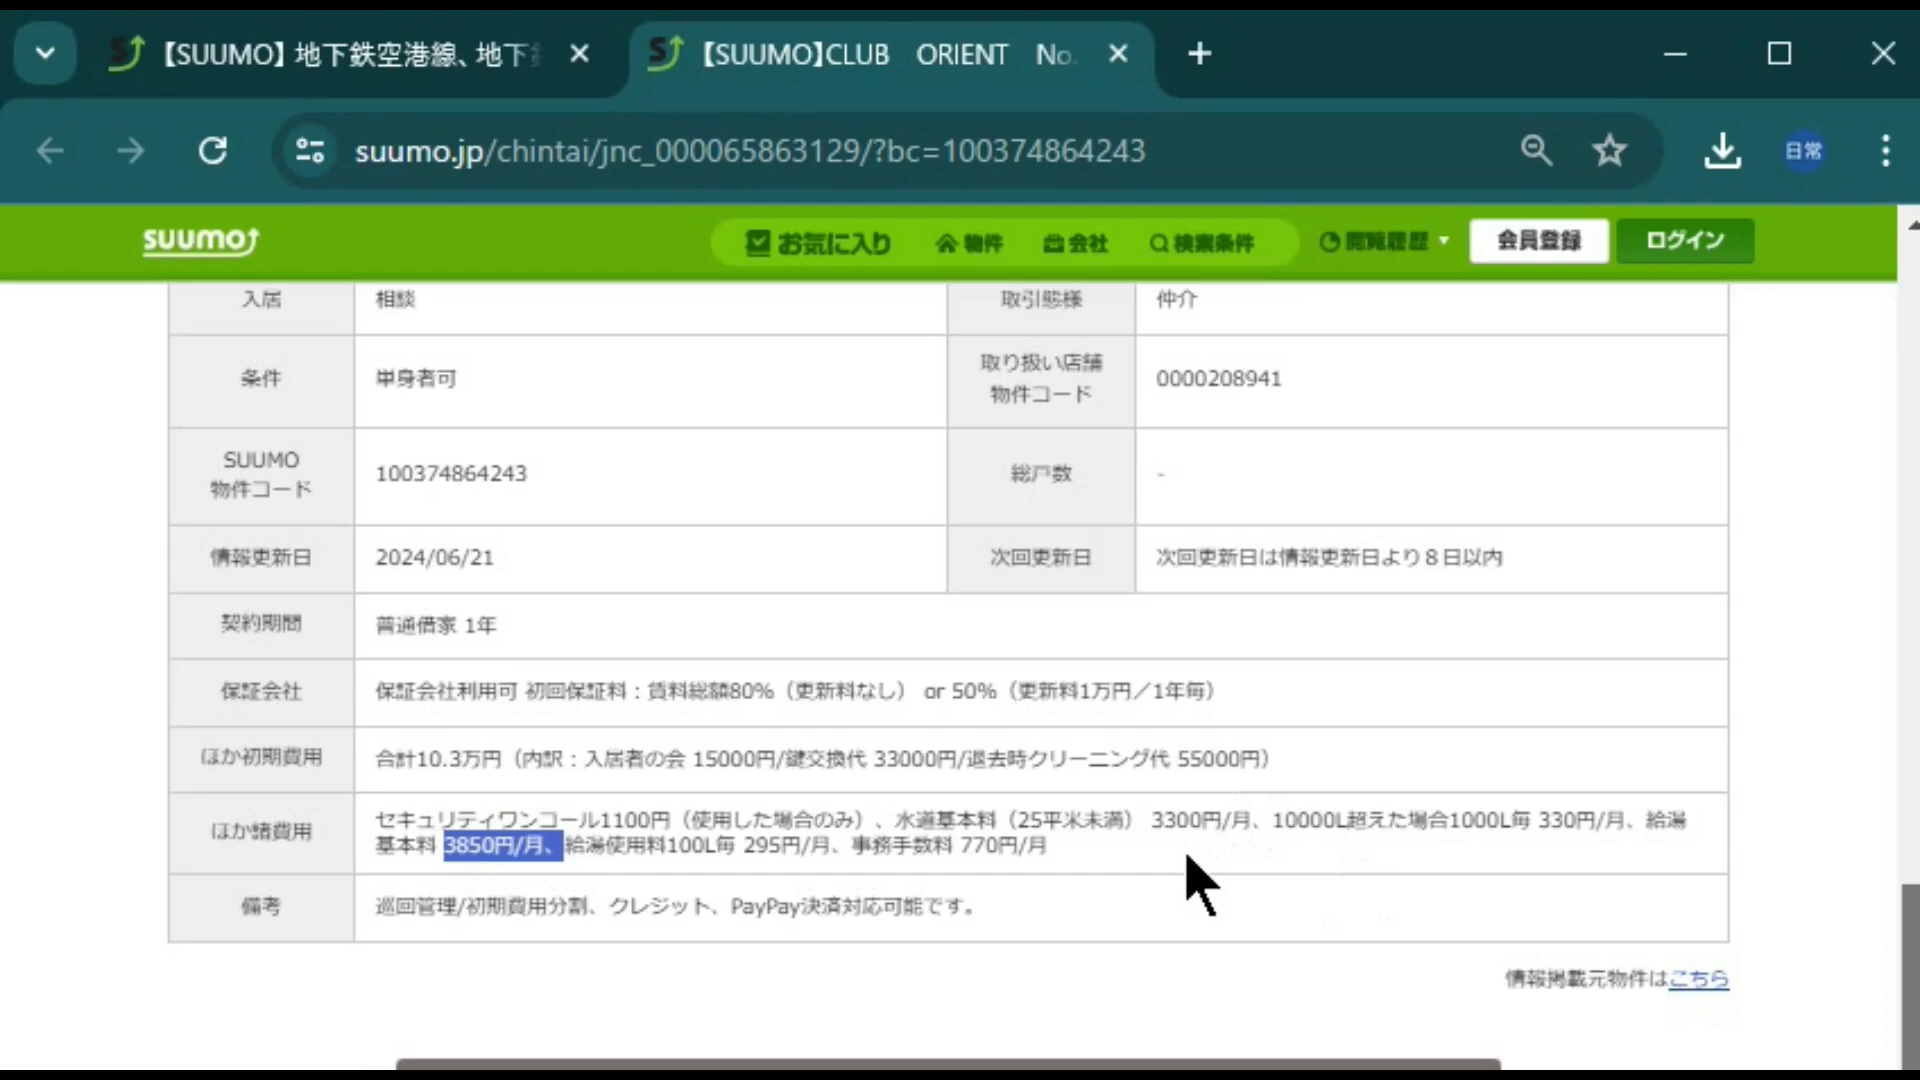 【SUUMO】地下鉄空港線、地下
【SUUMO】CLUB ORIENT No.
suumo.jp/chintai/jnc_000065863129/?bc=100374864243
日常
suumo
お気に入り 物件 会社 検索条件 閲覧履歴 会員登録 ログイン
入居 相談 取引態様 仲介
条件 単身者可 取り扱い店舗
物件コード 0000208941
SUUMO
物件コード 100374864243 総戸数 -
情報更新日 2024/06/21 次回更新日 次回更新日は情報更新日より８日以内
契約期間 普通借家 1年
保証会社 保証会社利用可 初回保証料：賃料総額80%（更新料なし） or 50%（更新料1万円／1年毎）
ほか初期費用 合計10.3万円（内訳：入居者の会 15000円/鍵交換代 33000円/退去時クリーニング代 55000円）
ほか諸費用 セキュリティワンコール1100円（使用した場合のみ）、水道基本料（25平米未満） 3300円/月、10000L超えた場合1000L毎 330円/月、給湯
基本料 3850円/月、給湯使用料100L毎 295円/月、事務手数料 770円/月
備考 巡回管理/初期費用分割、クレジット、PayPay決済対応可能です。
情報掲載元物件はこちら